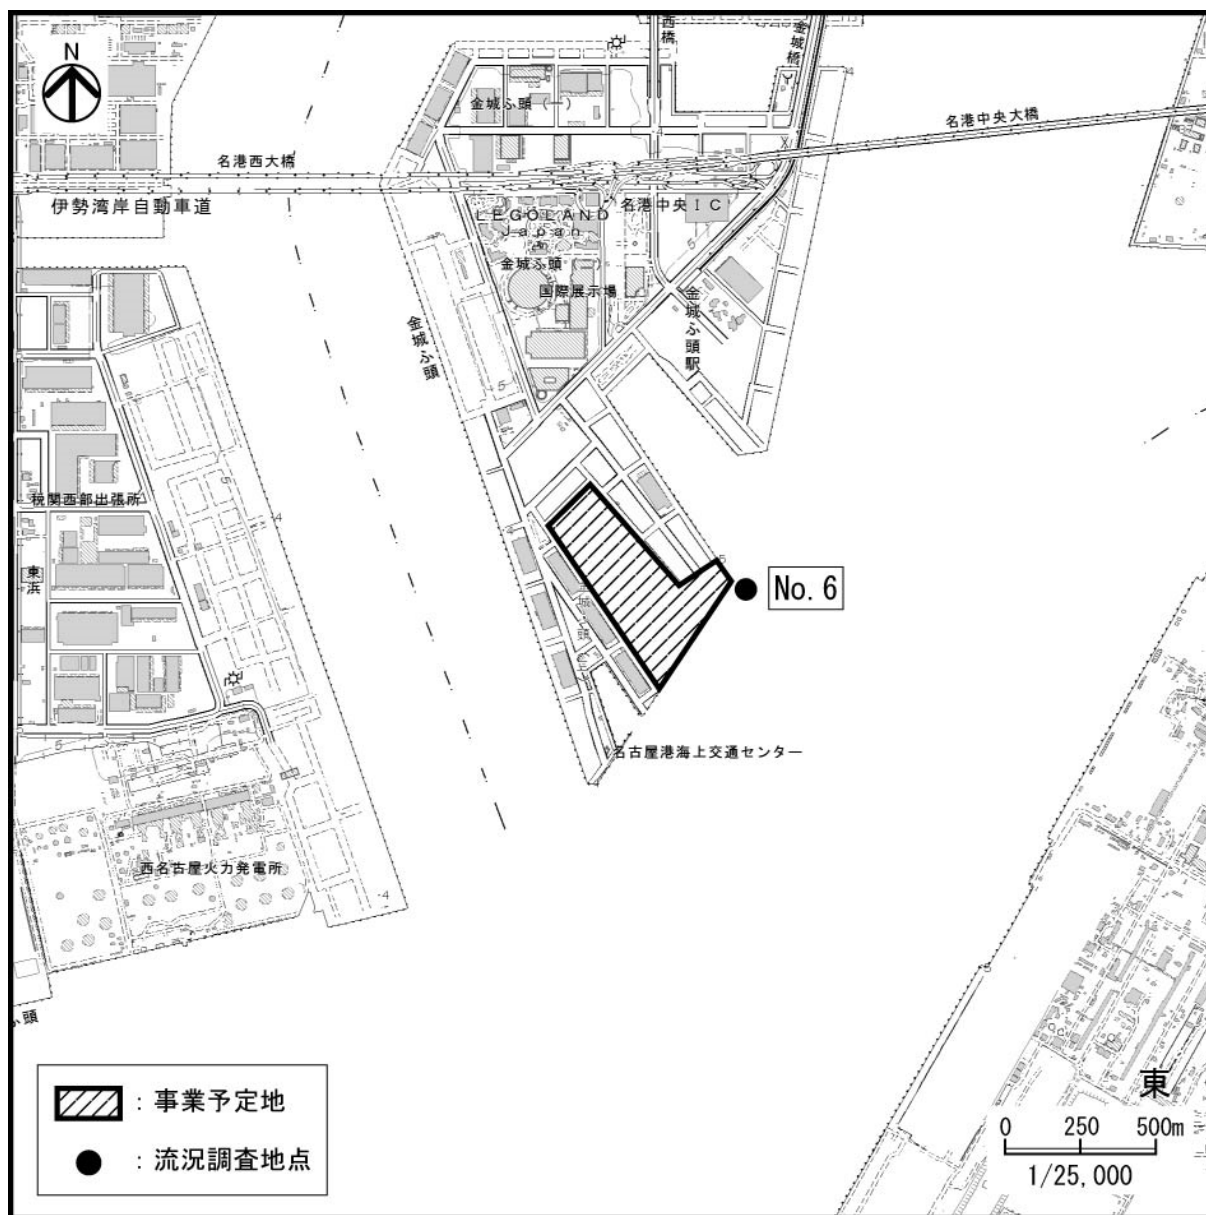 N
西橋
金城橋
金城ふ頭（一）
名港中央大橋
名港西大橋
伊勢湾岸自動車道
LEGOLAND
Japan
名港中央ＩＣ
金城ふ頭（二）
国際展示場
金城ふ頭
金城ふ頭駅
税関西部出張所
東浜
No. 6
名古屋港海上交通センター
西名古屋火力発電所
ふ頭
：事業予定地
：流況調査地点
東
0 250 500m
1/25,000